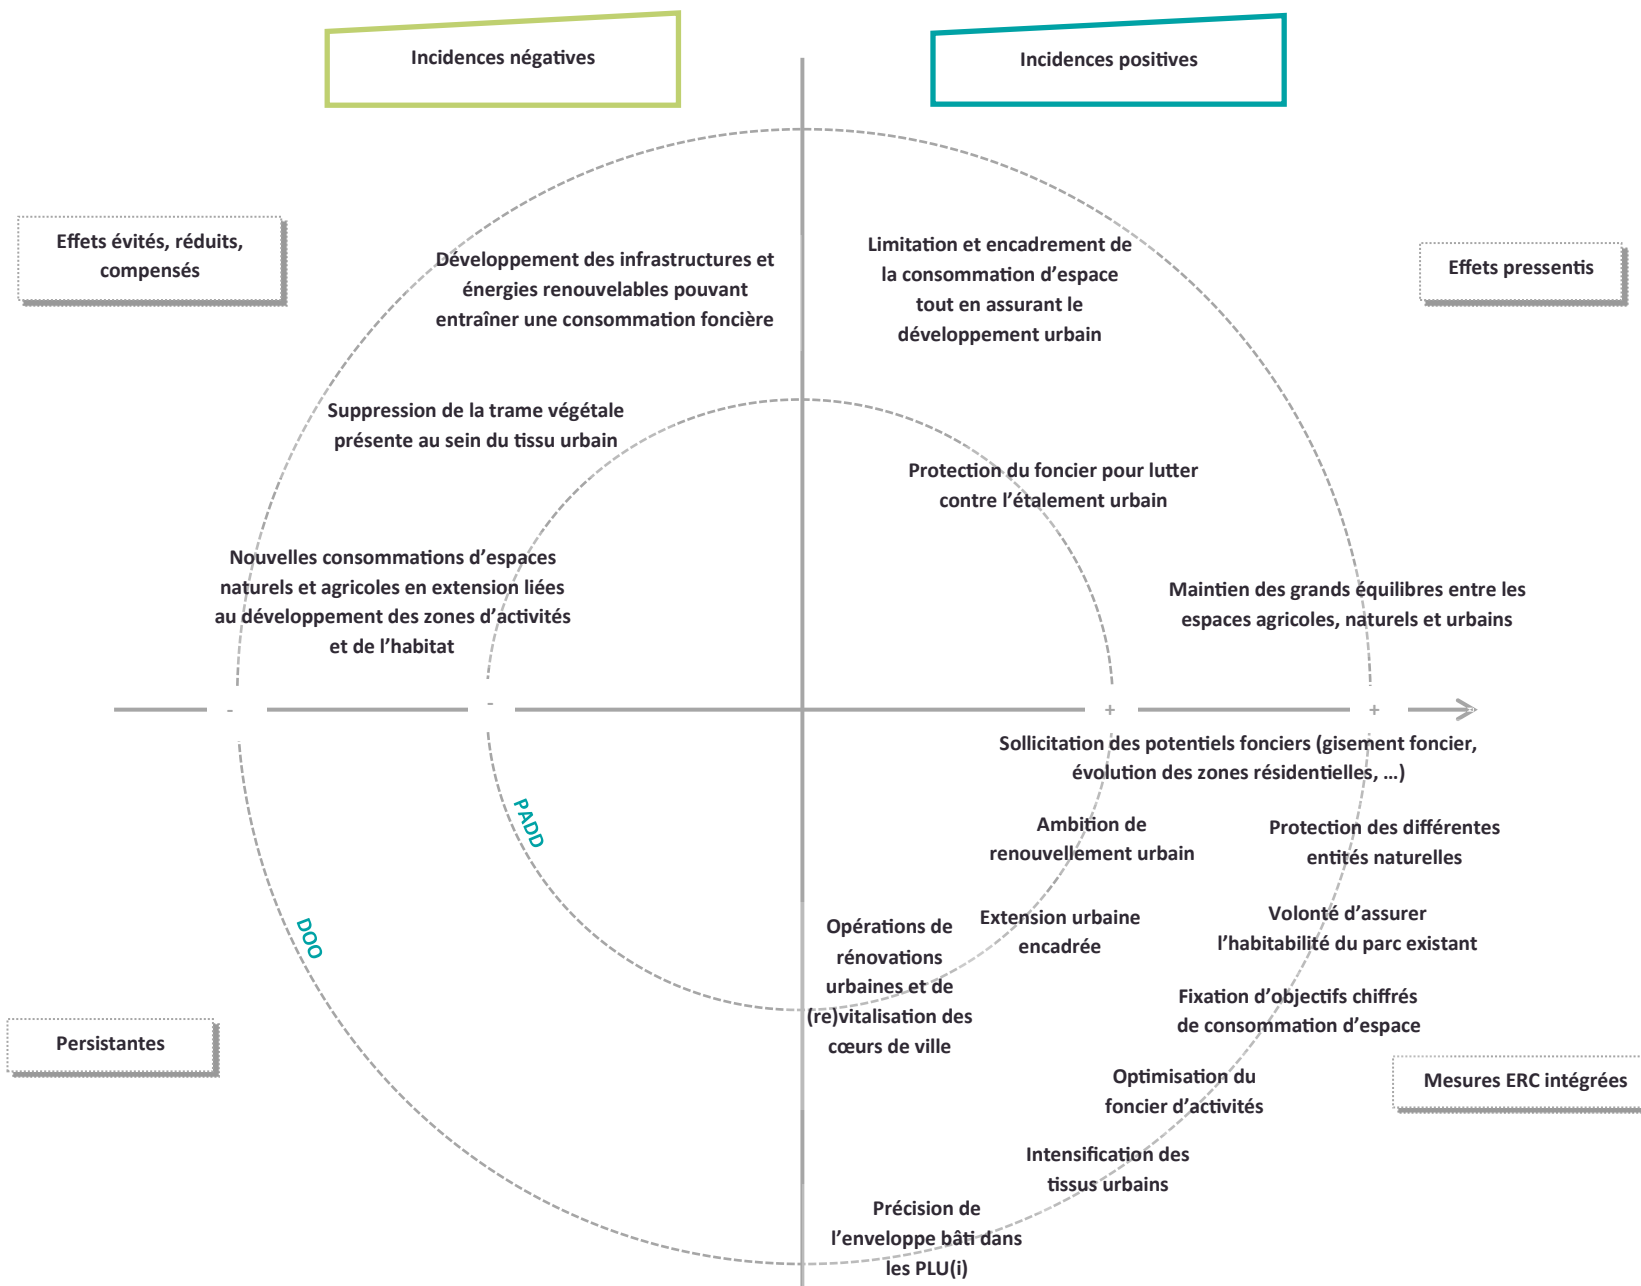 Incidences négatives
Incidences positives
Effets évités, réduits,
compensés
Développement des infrastructures et
énergies renouvelables pouvant
entraîner une consommation foncière
Limitation et encadrement de
la consommation d’espace
tout en assurant le
développement urbain
Effets pressentis
Suppression de la trame végétale
présente au sein du tissu urbain
Protection du foncier pour lutter
contre l’étalement urbain
Nouvelles consommations d’espaces
naturels et agricoles en extension liées
au développement des zones d’activités
et de l’habitat
Maintien des grands équilibres entre les
espaces agricoles, naturels et urbains
- - + +
Sollicitation des potentiels fonciers (gisement foncier,
évolution des zones résidentielles, ...)
PADD
Ambition de
renouvellement urbain
Protection des différentes
entités naturelles
DOO
Opérations de
rénovations
urbaines et de
(re)vitalisation des
cœurs de ville
Extension urbaine
encadrée
Volonté d’assurer
l’habitabilité du parc existant
Fixation d’objectifs chiffrés
de consommation d’espace
Persistantes
Optimisation du
foncier d’activités
Mesures ERC intégrées
Intensification des
tissus urbains
Précision de
l’enveloppe bâti dans
les PLU(i)